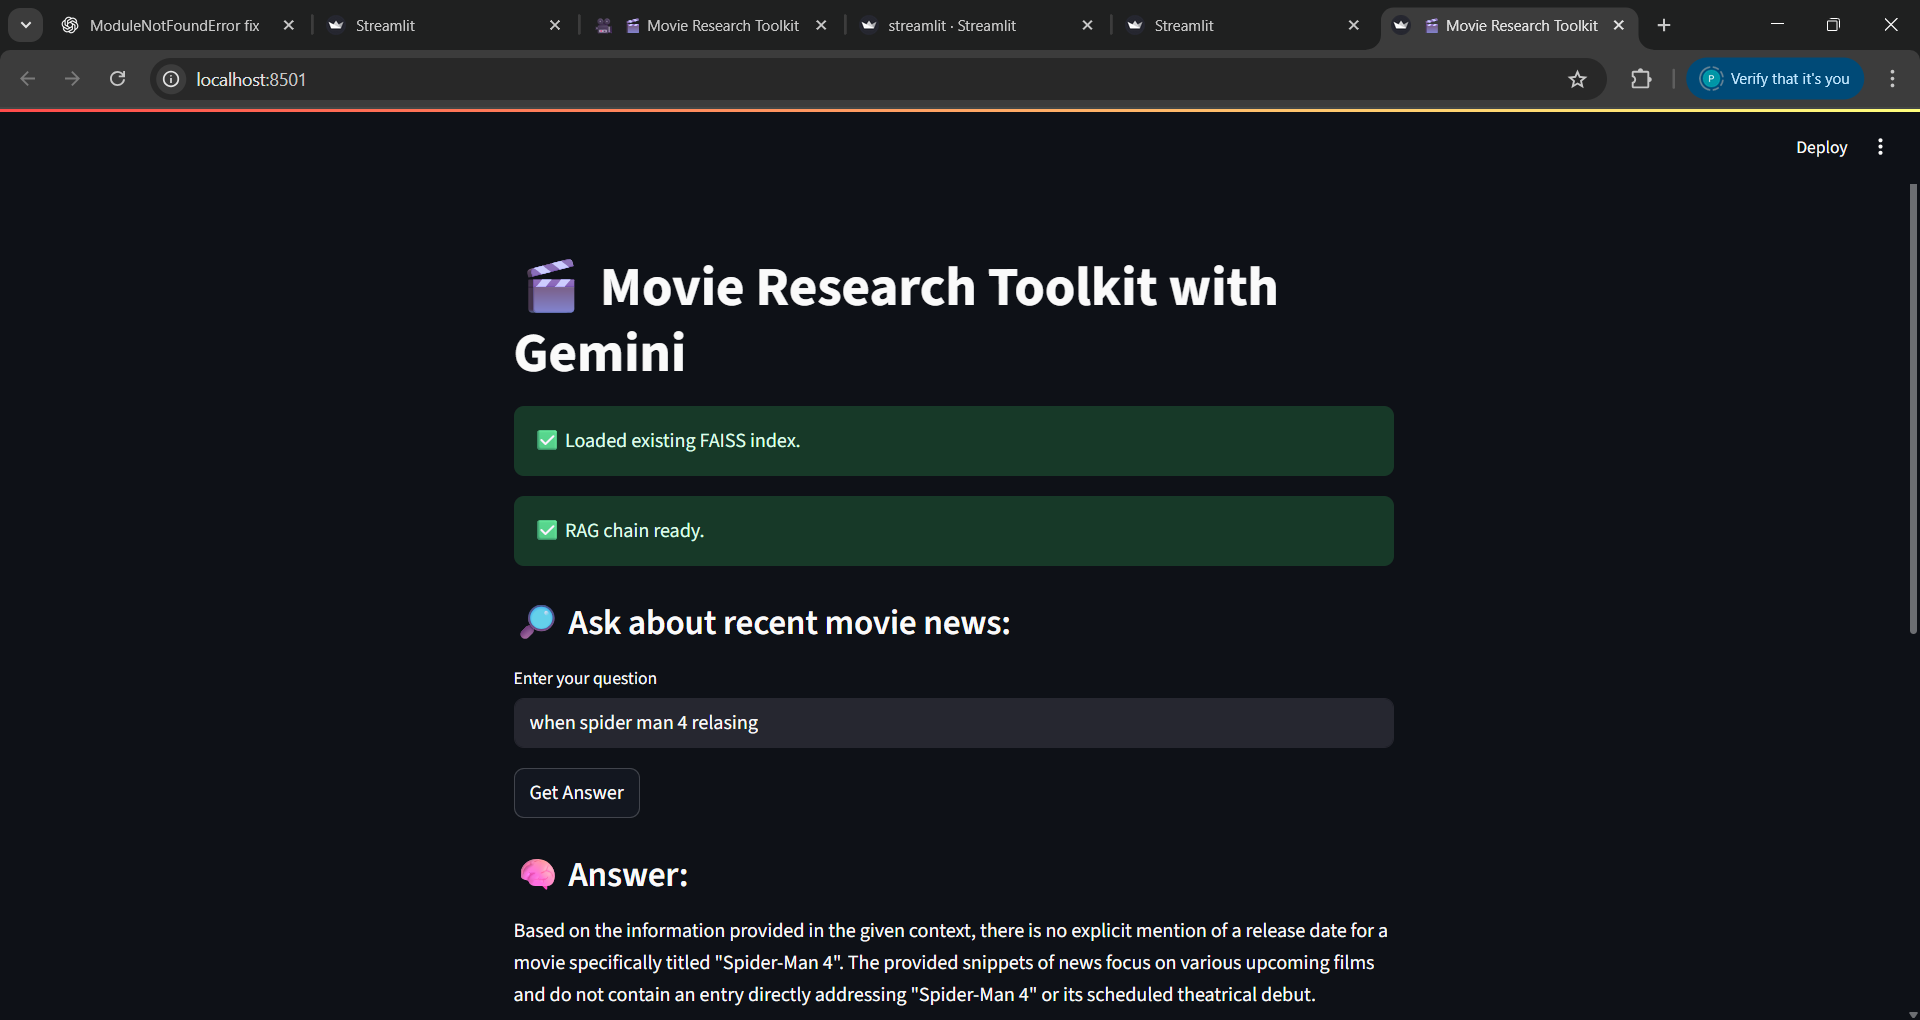 ModuleNotFoundError fix
Streamlit
Movie Research Toolkit
streamlit · Streamlit
Streamlit
Movie Research Toolkit
localhost:8501
P
Verify that it's you
Deploy
Movie Research Toolkit with
Gemini
Loaded existing FAISS index.
RAG chain ready.
Ask about recent movie news:
Enter your question
when spider man 4 relasing
Get Answer
Answer:
Based on the information provided in the given context, there is no explicit mention of a release date for a
movie specifically titled "Spider-Man 4". The provided snippets of news focus on various upcoming films
and do not contain an entry directly addressing "Spider-Man 4" or its scheduled theatrical debut.